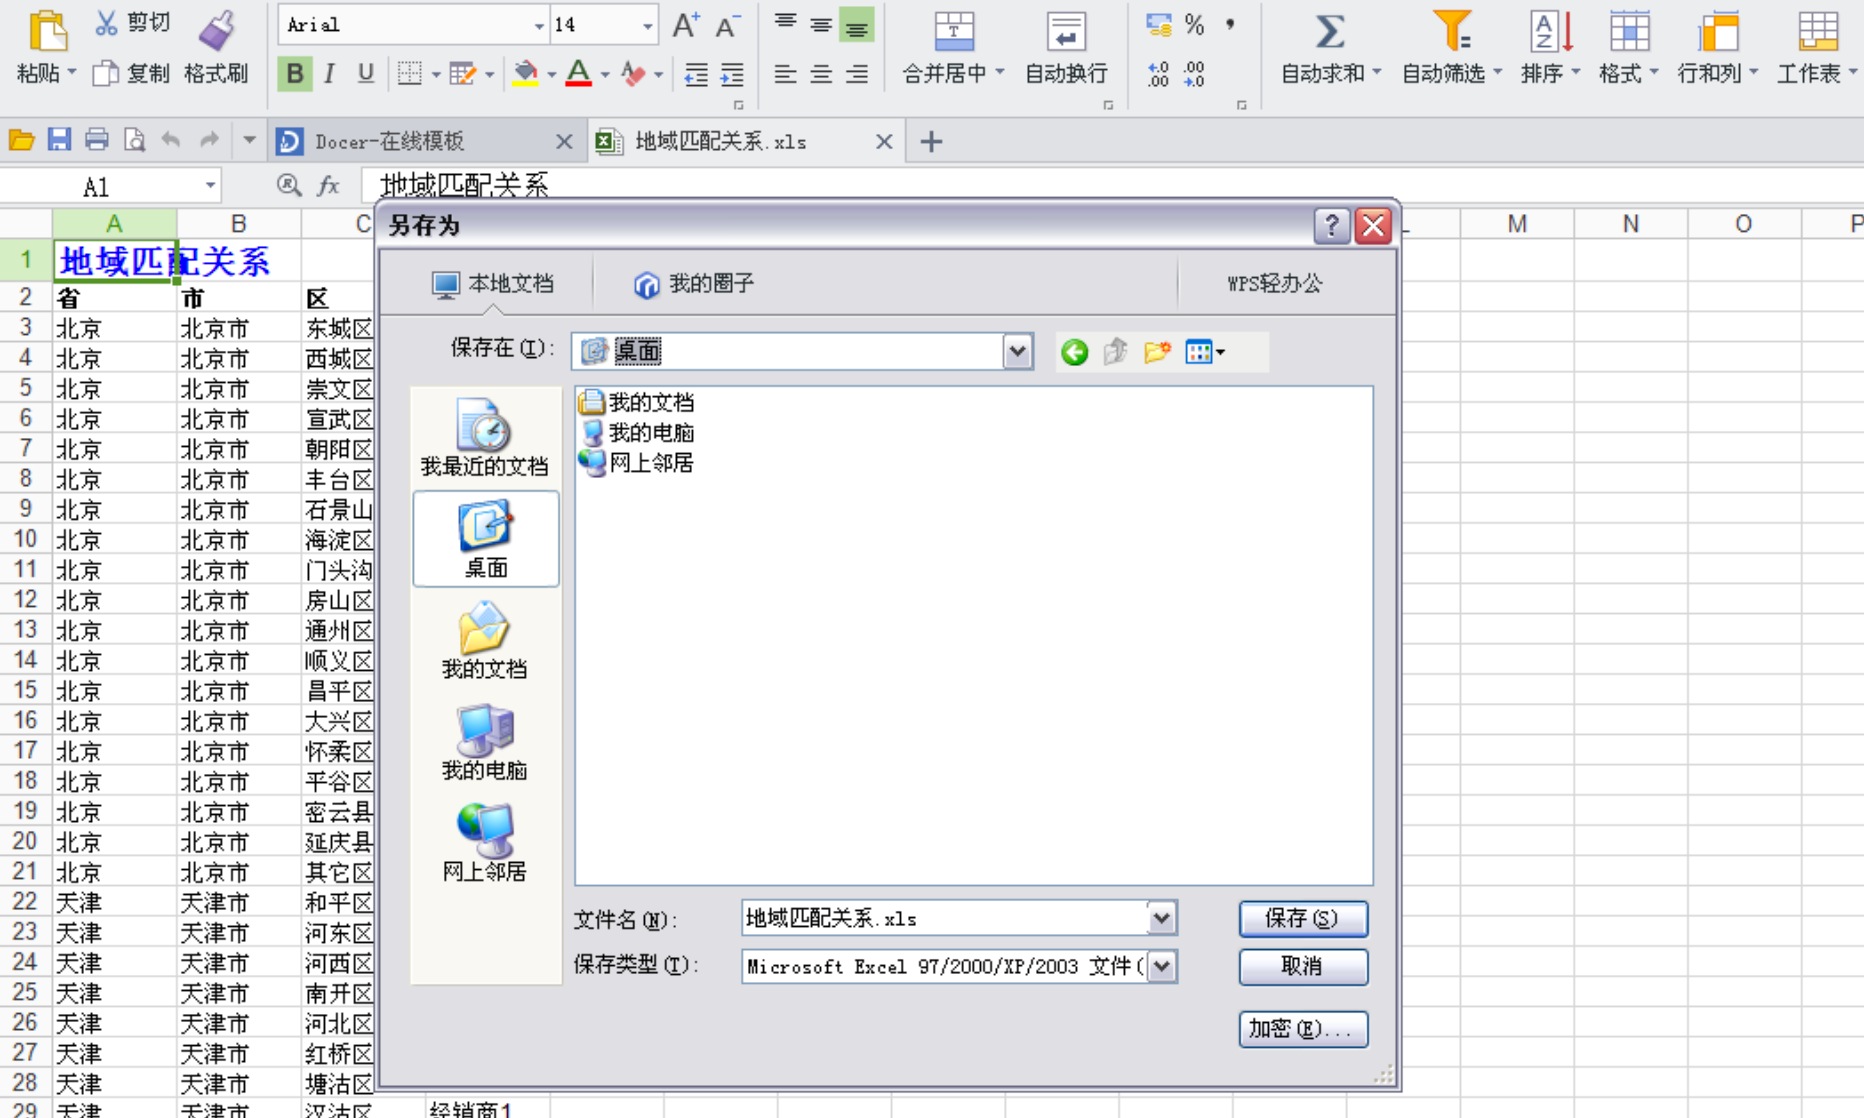 剪切
Arial
14
A+ A-
%
,
粘贴
复制
格式刷
B I U
A
合并居中
自动换行
自动求和
自动筛选
排序
格式
行和列
工作表
Docer-在线模板
地域匹配关系.xls
A1
fx
地域匹配关系
A B C M N O P
1 地域匹配关系
2 省 市 区
3 北京 北京市 东城区
4 北京 北京市 西城区
5 北京 北京市 崇文区
6 北京 北京市 宣武区
7 北京 北京市 朝阳区
8 北京 北京市 丰台区
9 北京 北京市 石景山
10 北京 北京市 海淀区
11 北京 北京市 门头沟
12 北京 北京市 房山区
13 北京 北京市 通州区
14 北京 北京市 顺义区
15 北京 北京市 昌平区
16 北京 北京市 大兴区
17 北京 北京市 怀柔区
18 北京 北京市 平谷区
19 北京 北京市 密云县
20 北京 北京市 延庆县
21 北京 北京市 其它区
22 天津 天津市 和平区
23 天津 天津市 河东区
24 天津 天津市 河西区
25 天津 天津市 南开区
26 天津 天津市 河北区
27 天津 天津市 红桥区
28 天津 天津市 塘沽区
29 天津 天津市 汉沽区 经销商1
另存为
本地文档
我的圈子
WPS轻办公
保存在(I):
桌面
我最近的文档
桌面
我的文档
我的电脑
网上邻居
我的文档
我的电脑
网上邻居
文件名(N):
地域匹配关系.xls
保存(S)
保存类型(T):
Microsoft Excel 97/2000/XP/2003 文件(
取消
加密(E)...